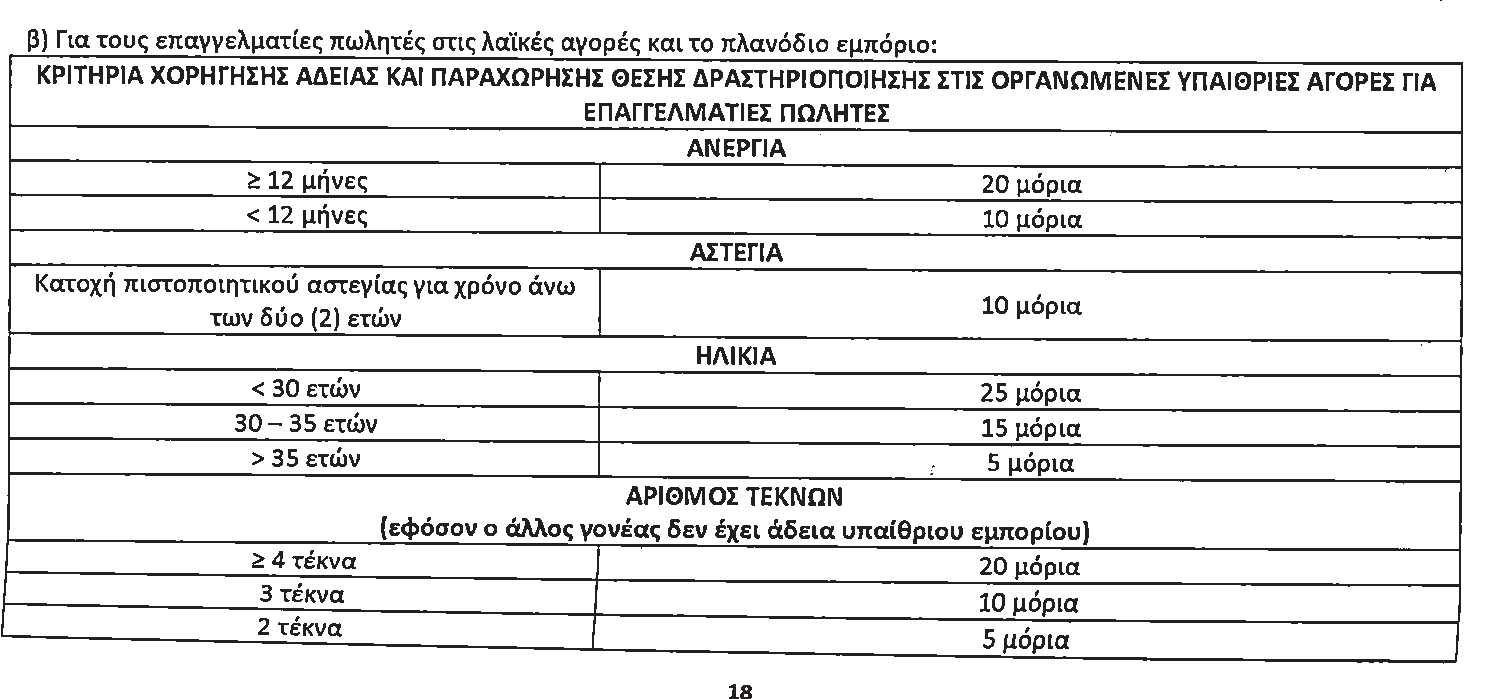 β) Για τους επαγγελματίες πωλητές στις λαϊκές αγορές και το πλανόδιο εμπόριο:
ΚΡΙΤΗΡΙΑ ΧΟΡΗΓΗΣΗΣ ΑΔΕΙΑΣ ΚΑΙ ΠΑΡΑΧΩΡΗΣΗΣ ΘΕΣΗΣ ΔΡΑΣΤΗΡΙΟΠΟΙΗΣΗΣ ΣΤΙΣ ΟΡΓΑΝΩΜΕΝΕΣ ΥΠΑΙΘΡΙΕΣ ΑΓΟΡΕΣ ΓΙΑ
ΕΠΑΓΓΕΛΜΑΤΙΕΣ ΠΩΛΗΤΕΣ
ΑΝΕΡΓΙΑ
≥ 12 μήνες 20 μόρια
< 12 μήνες 10 μόρια
ΑΣΤΕΓΙΑ
Κατοχή πιστοποιητικού αστεγίας για χρόνο άνω
των δύο (2) ετών
10 μόρια
ΗΛΙΚΙΑ
< 30 ετών 25 μόρια
30 – 35 ετών 15 μόρια
> 35 ετών 5 μόρια
ΑΡΙΘΜΟΣ ΤΕΚΝΩΝ
(εφόσον ο άλλος γονέας δεν έχει άδεια υπαίθριου εμπορίου)
≥ 4 τέκνα 20 μόρια
3 τέκνα 10 μόρια
2 τέκνα 5 μόρια
18